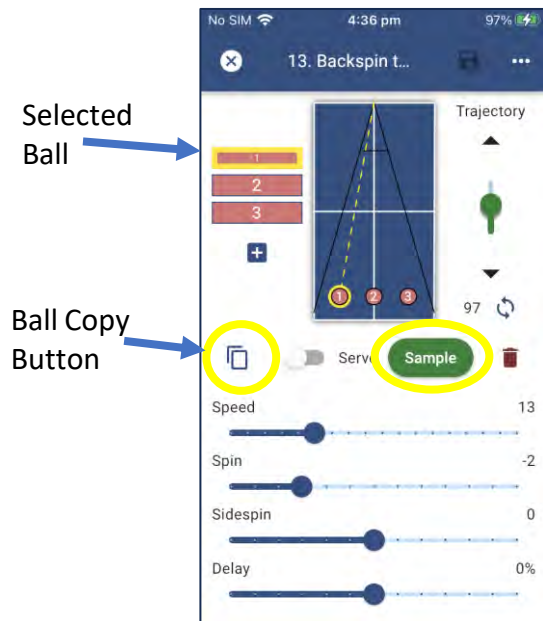 No SIM 4:36 pm 97%
13. Backspin t... •••
Selected
Ball
Trajectory
1
2
3
1 2 3
97
Ball Copy
Button
Serve Sample
Speed 13
Spin -2
Sidespin 0
Delay 0%